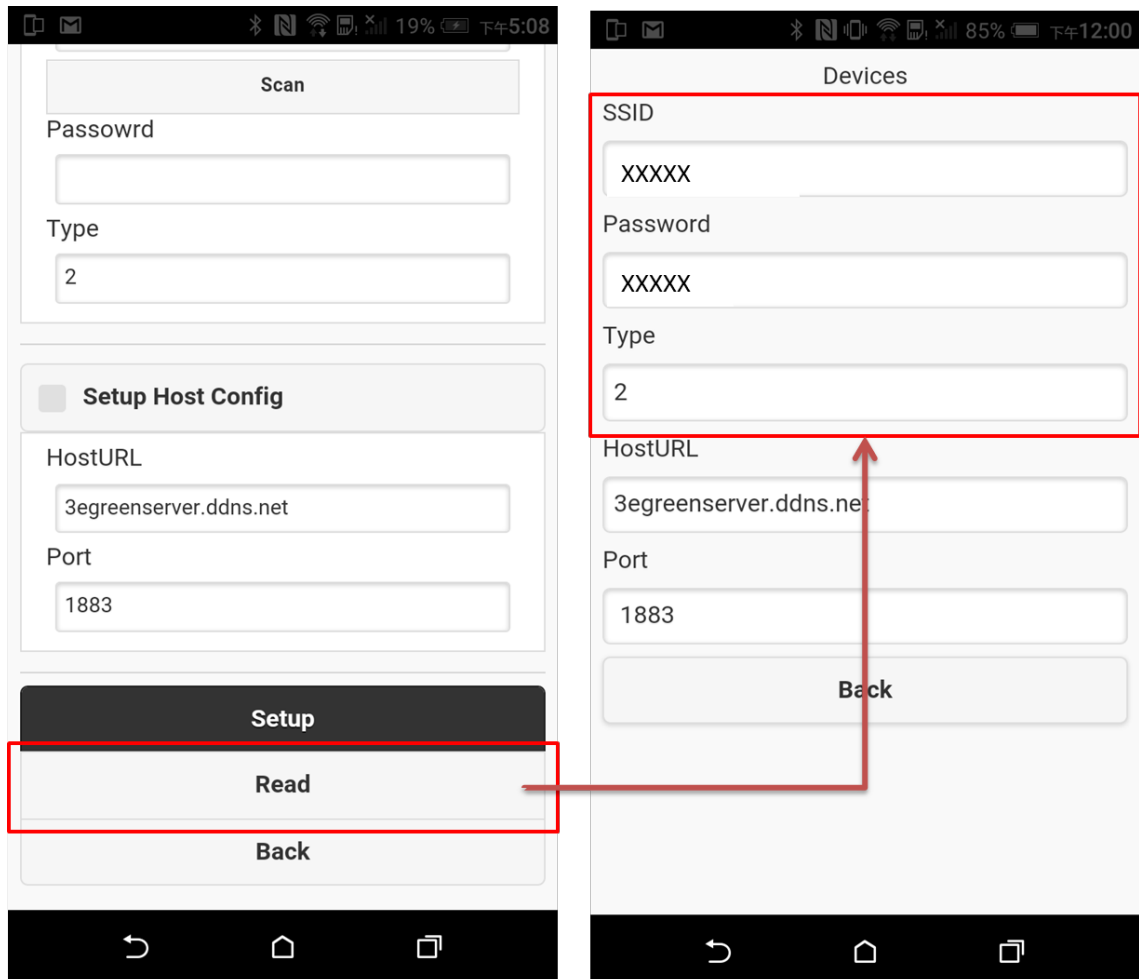 19% 下午5:08
Scan
Passowrd
Type
2
Setup Host Config
HostURL
3egreenserver.ddns.net
Port
1883
Setup
Read
Back
85% 下午12:00
Devices
SSID
XXXXX
Password
XXXXX
Type
2
HostURL
3egreenserver.ddns.net
Port
1883
Back